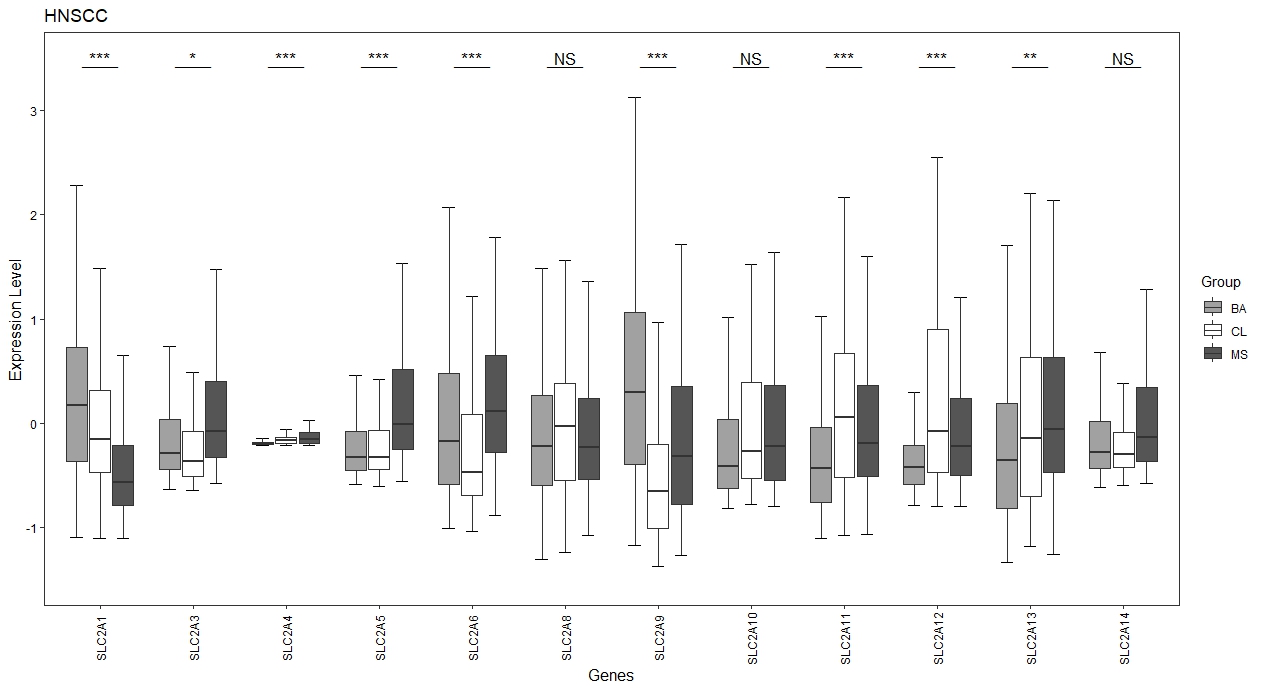 HNSCC
*** * *** *** *** NS *** NS *** *** ** NS
Expression Level
3
2
1
0
-1
SLC2A1 SLC2A3 SLC2A4 SLC2A5 SLC2A6 SLC2A8 SLC2A9 SLC2A10 SLC2A11 SLC2A12 SLC2A13 SLC2A14
Genes
Group
BA
CL
MS